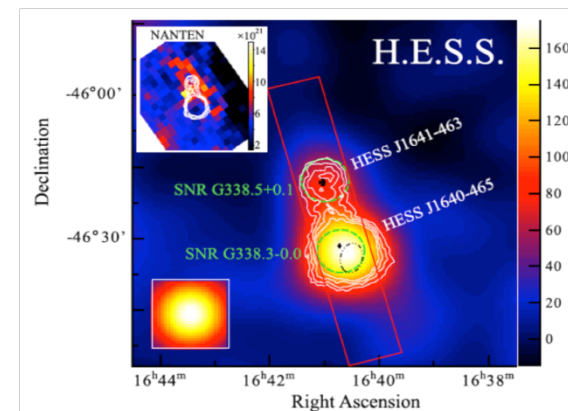 NANTEN
×10²¹
15
14
10
6
2
H.E.S.S.
160
140
120
100
80
60
40
20
0
-46°00'
-46°30'
Declination
HESS J1641-463
SNR G338.5+0.1
HESS J1640-465
SNR G338.3-0.0
16ʰ44ᵐ
16ʰ42ᵐ
16ʰ40ᵐ
16ʰ38ᵐ
Right Ascension